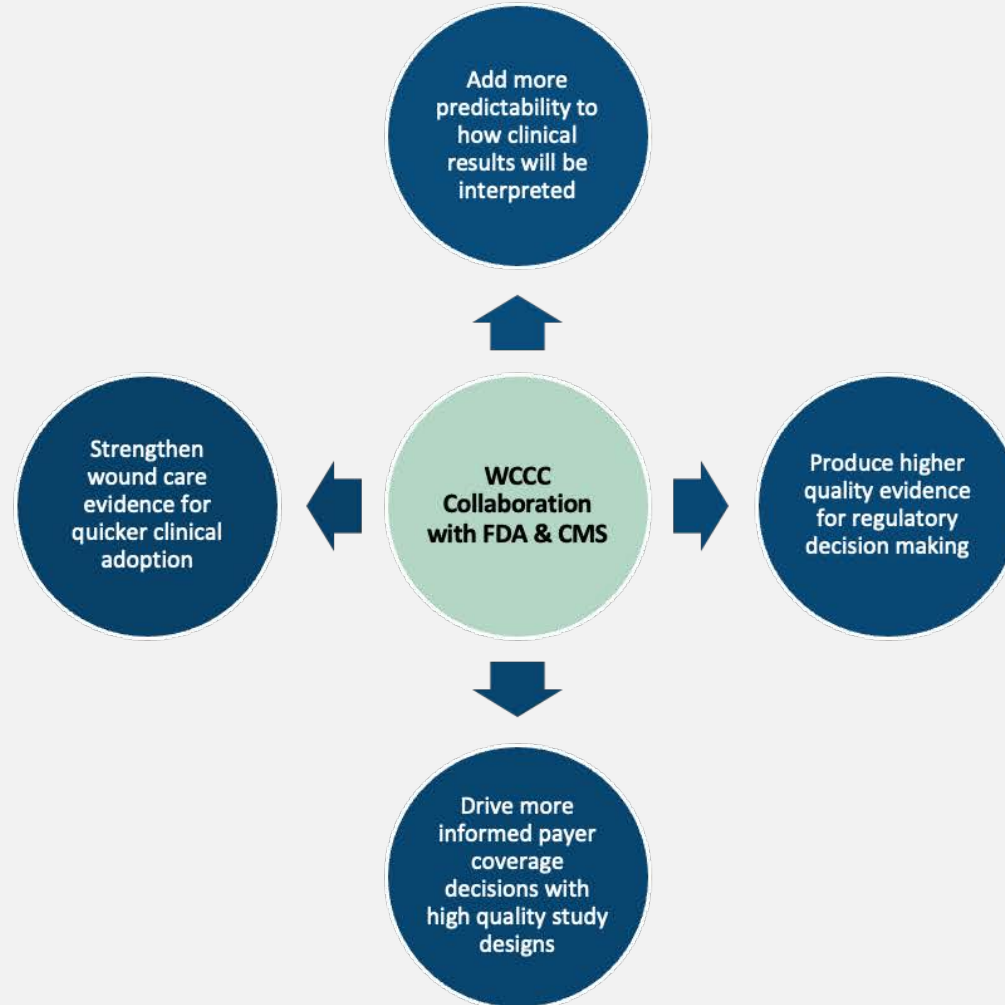 Add more
predictability to
how clinical
results will be
interpreted
Strengthen
wound care
evidence for
quicker clinical
adoption
WCCC
Collaboration
with FDA & CMS
Produce higher
quality evidence
for regulatory
decision making
Drive more
informed payer
coverage
decisions with
high quality study
designs